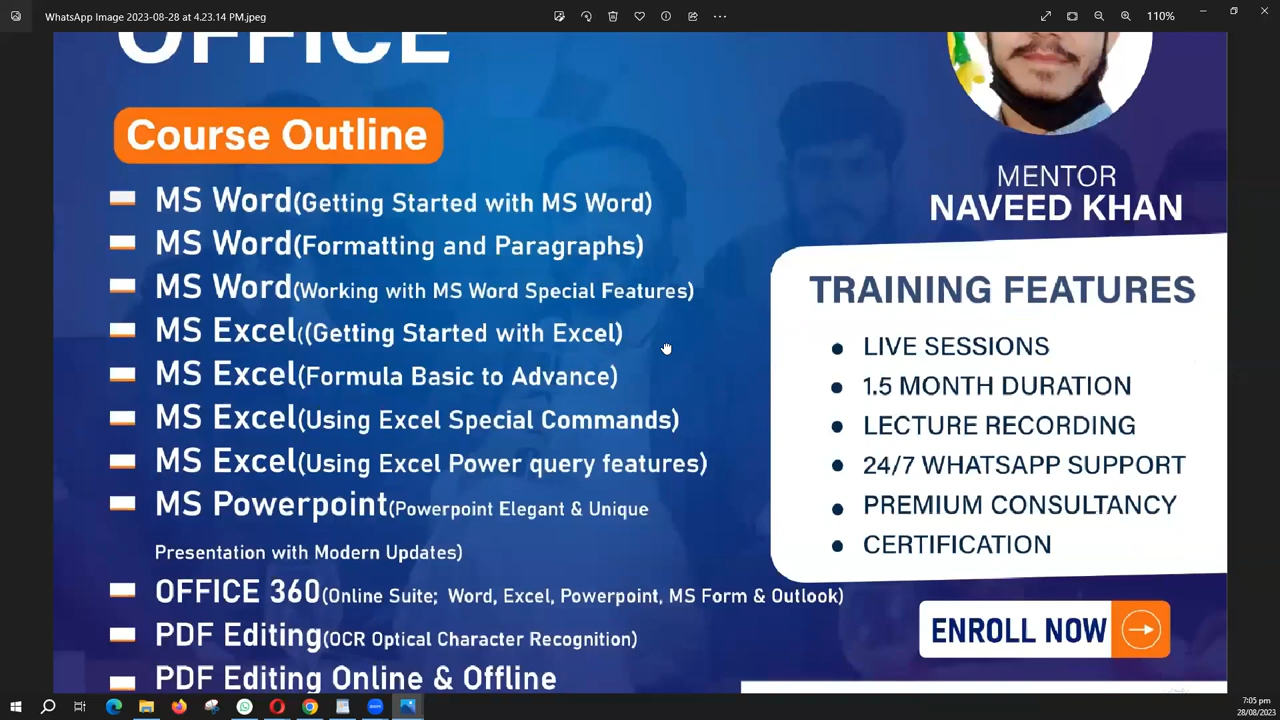 WhatsApp Image 2023-08-28 at 4.23.14 PM.jpeg
110%
OFFICE
Course Outline
MS Word(Getting Started with MS Word)
MS Word(Formatting and Paragraphs)
MS Word(Working with MS Word Special Features)
MS Excel((Getting Started with Excel)
MS Excel(Formula Basic to Advance)
MS Excel(Using Excel Special Commands)
MS Excel(Using Excel Power query features)
MS Powerpoint(Powerpoint Elegant & Unique
Presentation with Modern Updates)
OFFICE 360(Online Suite; Word, Excel, Powerpoint, MS Form & Outlook)
PDF Editing(OCR Optical Character Recognition)
PDF Editing Online & Offline
MENTOR
NAVEED KHAN
TRAINING FEATURES
LIVE SESSIONS
1.5 MONTH DURATION
LECTURE RECORDING
24/7 WHATSAPP SUPPORT
PREMIUM CONSULTANCY
CERTIFICATION
ENROLL NOW
7:05 pm
28/08/2023